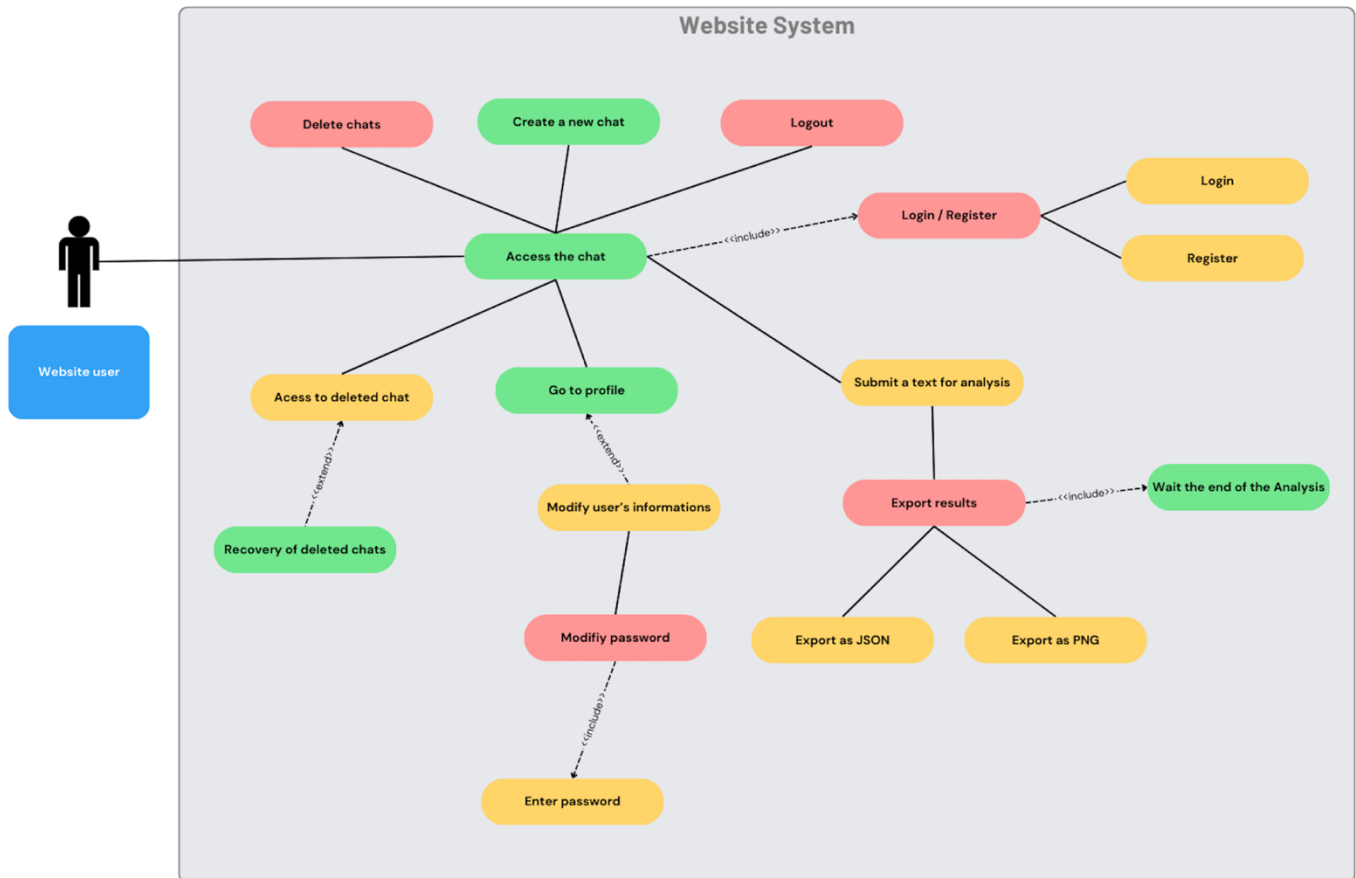 Website System
Delete chats
Create a new chat
Logout
Login
Login / Register
<<include>>
Access the chat
Register
Website user
Submit a text for analysis
Go to profile
Acess to deleted chat
<<extend>>
<<extend>>
Wait the end of the Analysis
<<include>>
Export results
Modify user's informations
Recovery of deleted chats
Modifiy password
Export as JSON
Export as PNG
<<include>>
Enter password